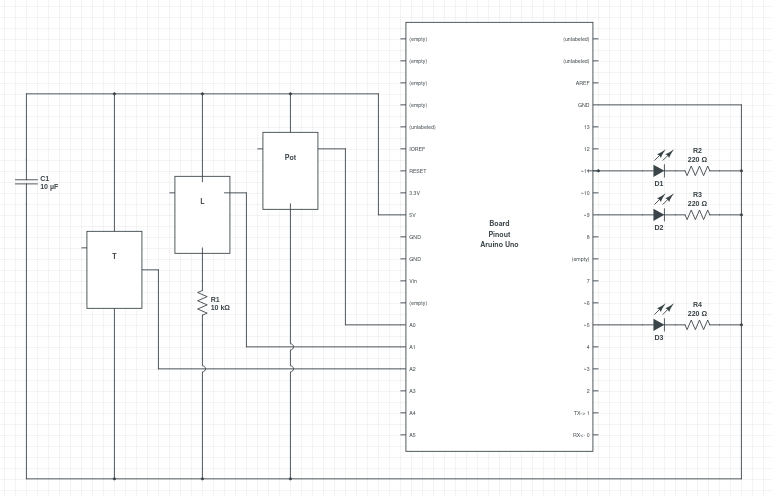 C1
10 µF
T
L
R1
10 kΩ
Pot
(empty)
(empty)
(empty)
(empty)
(unlabeled)
IOREF
RESET
3.3V
5V
GND
GND
Vin
(empty)
A0
A1
A2
A3
A4
A5
Board
Pinout
Aruino Uno
(unlabeled)
(unlabeled)
AREF
GND
13
12
~11
~10
~9
8
(empty)
7
~6
~5
4
~3
2
TX-> 1
RX<- 0
R2
220 Ω
D1
R3
220 Ω
D2
R4
220 Ω
D3